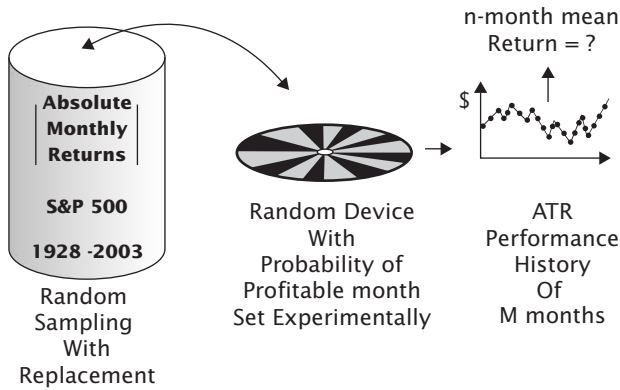 Absolute
Monthly
Returns
S&P 500
1928 -2003
Random
Sampling
With
Replacement
Random Device
With
Probability of
Profitable month
Set Experimentally
n-month mean
Return = ?
$
ATR
Performance
History
Of
M months